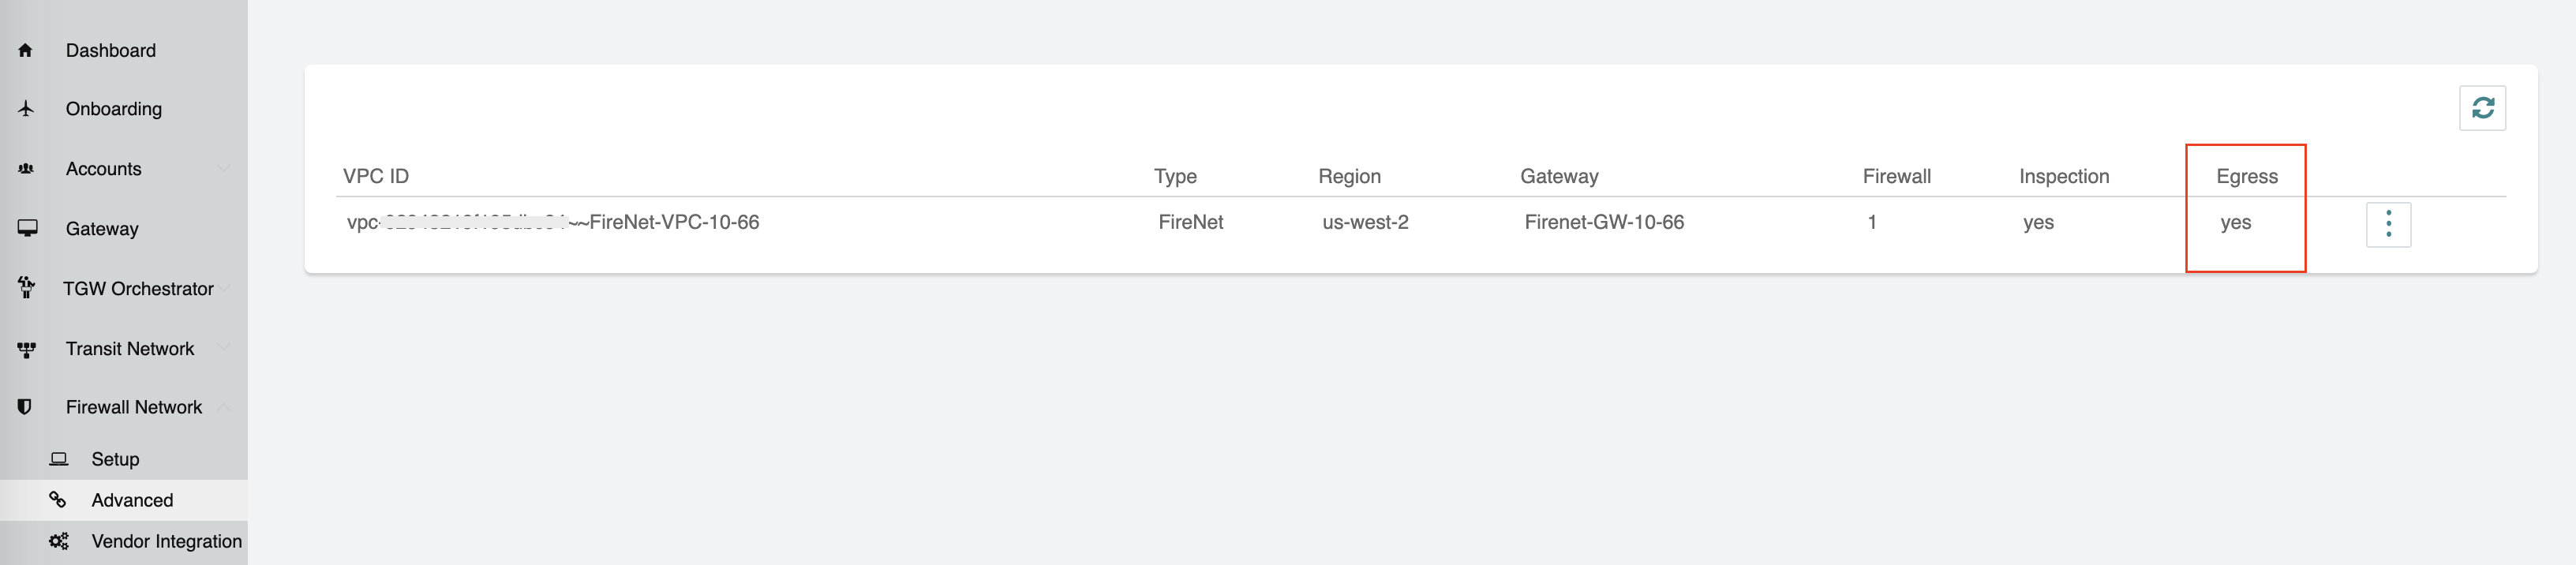 Dashboard
Onboarding
Accounts
Gateway
TGW Orchestrator
Transit Network
Firewall Network
Setup
Advanced
Vendor Integration
VPC ID Type Region Gateway Firewall Inspection Egress
vpc- ~~FireNet-VPC-10-66 FireNet us-west-2 Firenet-GW-10-66 1 yes yes